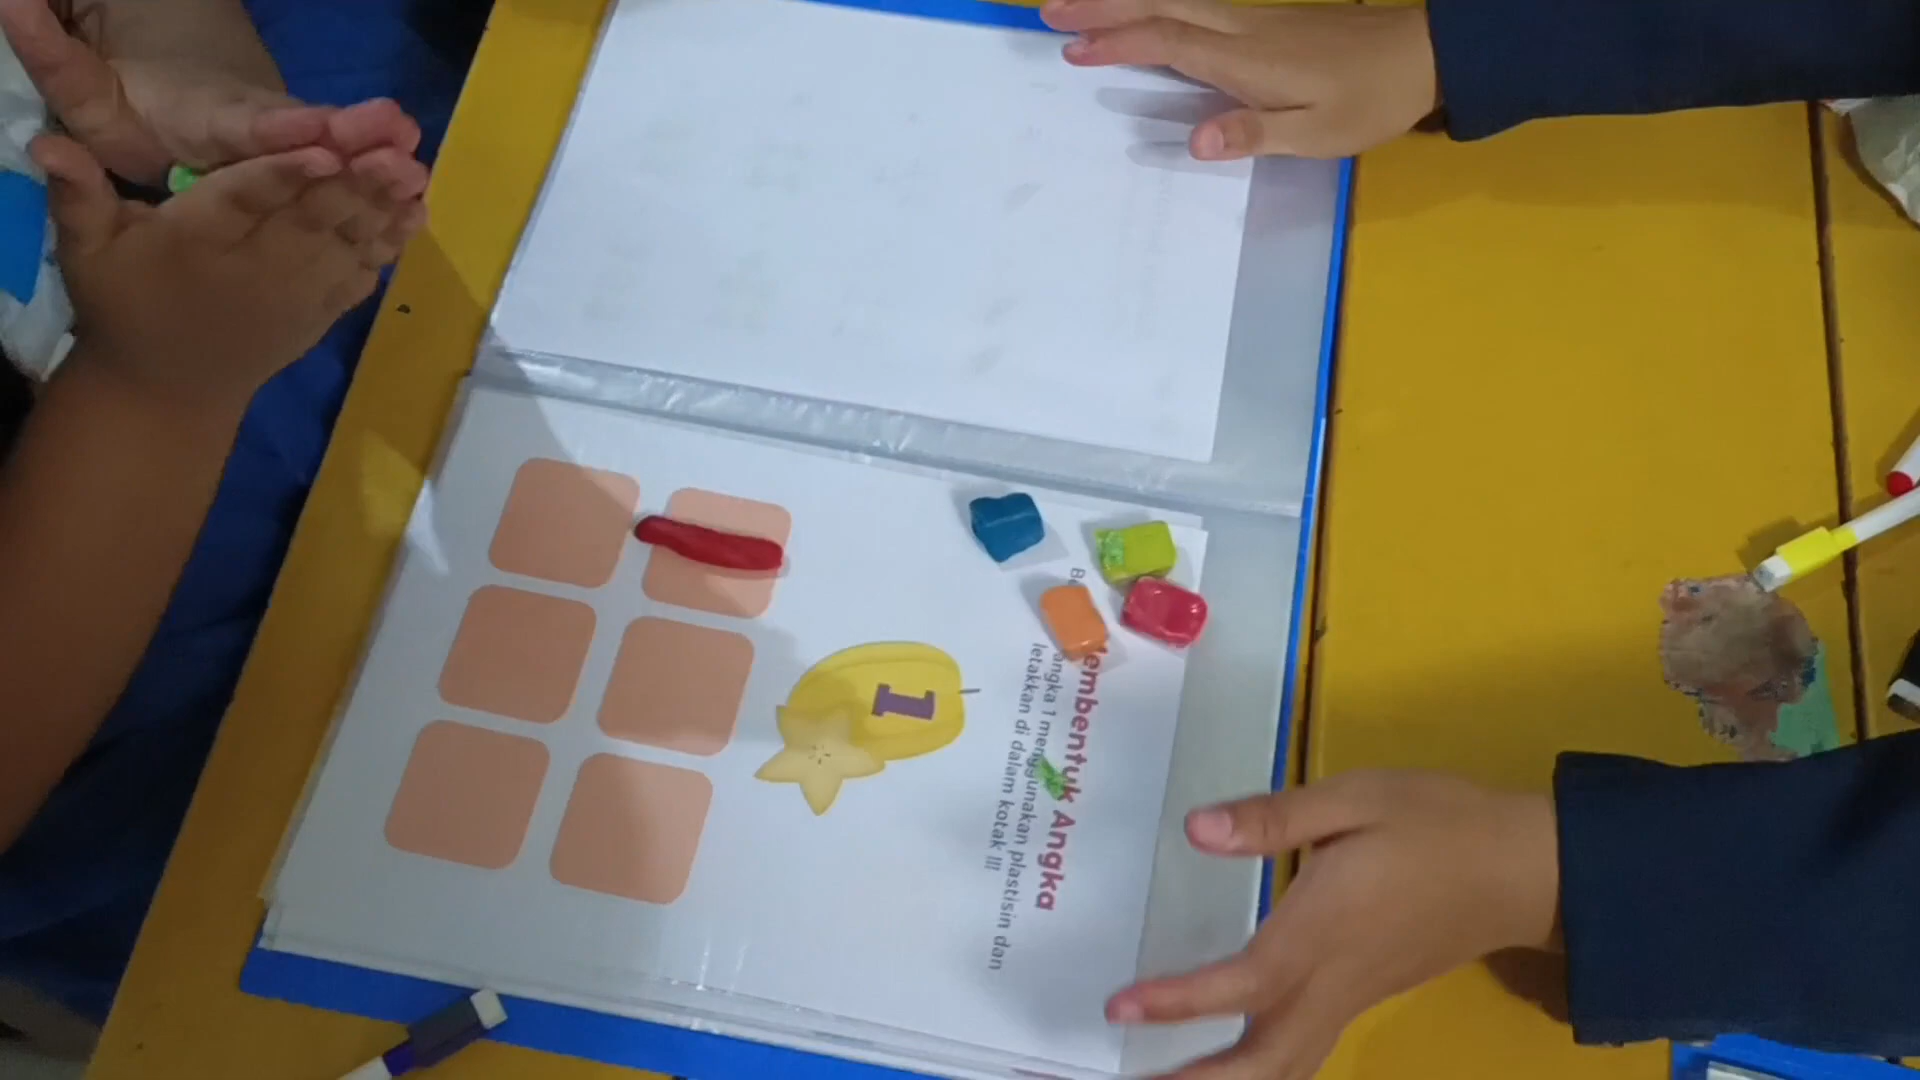 Membentuk Angka
angka 1 menggunakan plastisin dan
letakkan di dalam kotak !!!
1